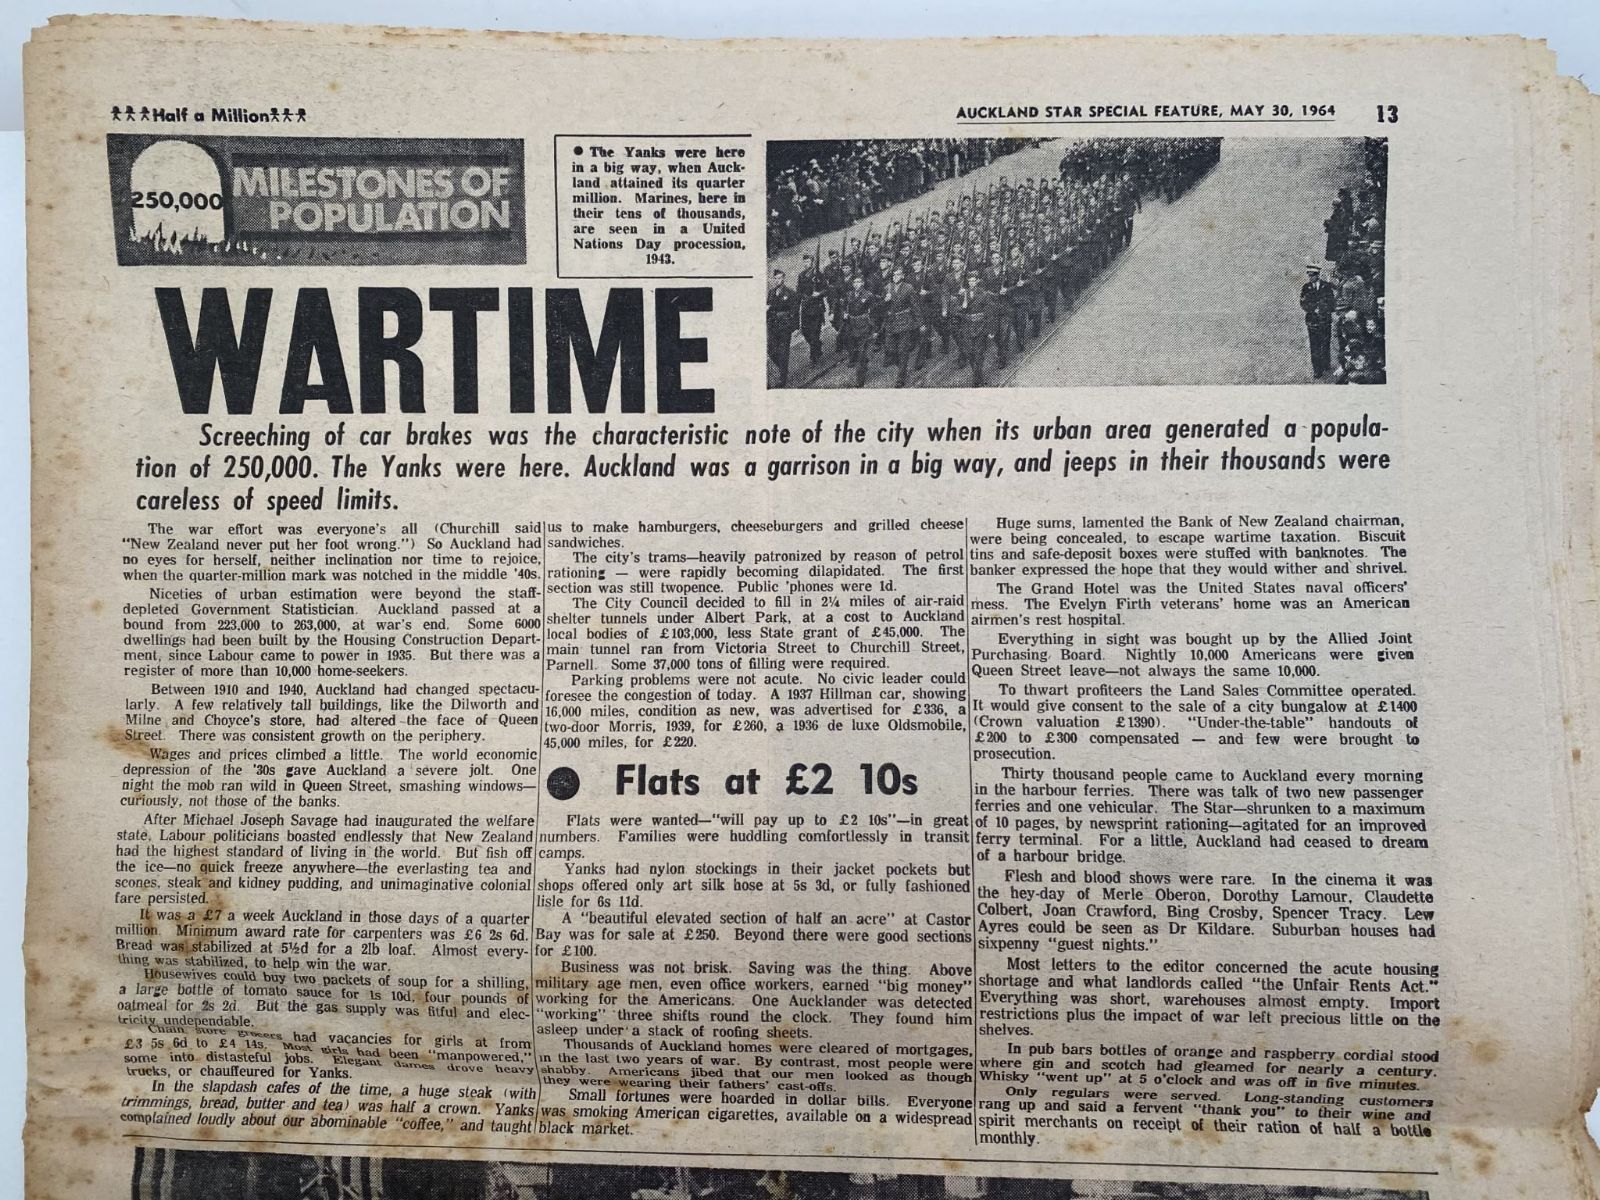 Half a Million
AUCKLAND STAR SPECIAL FEATURE, MAY 30, 1964 13
250,000
MILESTONES OF
POPULATION
● The Yanks were here
in a big way, when Auck-
land attained its quarter
million. Marines, here in
their tens of thousands,
are seen in a United
Nations Day procession,
1943.
WARTIME
Screeching of car brakes was the characteristic note of the city when its urban area generated a popula-
tion of 250,000. The Yanks were here. Auckland was a garrison in a big way, and jeeps in their thousands were
careless of speed limits.
The war effort was everyone's all (Churchill said
"New Zealand never put her foot wrong.") So Auckland had
no eyes for herself, neither inclination nor time to rejoice,
when the quarter-million mark was notched in the middle '40s.
Niceties of urban estimation were beyond the staff-
depleted Government Statistician. Auckland passed at a
bound from 223,000 to 263,000, at war's end. Some 6000
dwellings had been built by the Housing Construction Depart-
ment, since Labour came to power in 1935. But there was a
register of more than 10,000 home-seekers.
Between 1910 and 1940, Auckland had changed spectacu-
larly. A few relatively tall buildings, like the Dilworth and
Milne and Choyce's store, had altered the face of Queen
Street. There was consistent growth on the periphery.
Wages and prices climbed a little. The world economic
depression of the '30s gave Auckland a severe jolt. One
night the mob ran wild in Queen Street, smashing windows—
curiously, not those of the banks.
After Michael Joseph Savage had inaugurated the welfare
state, Labour politicians boasted endlessly that New Zealand
had the highest standard of living in the world. But fish off
the ice—no quick freeze anywhere—the everlasting tea and
scones, steak and kidney pudding, and unimaginative colonial
fare persisted.
It was a £7 a week Auckland in those days of a quarter
million. Minimum award rate for carpenters was £6 2s 6d.
Bread was stabilized at 5½d for a 2lb loaf. Almost every-
thing was stabilized, to help win the war.
Housewives could buy two packets of soup for a shilling,
a large bottle of tomato sauce for 1s 10d, four pounds of
oatmeal for 2s 2d. But the gas supply was fitful and elec-
tricity undependable.
Chain store grocers had vacancies for girls at from
£3 5s 6d to £4 14s. Most girls had been "manpowered,"
some into distasteful jobs. Elegant dames drove heavy
trucks, or chauffeured for Yanks.
In the slapdash cafes of the time, a huge steak (with
trimmings, bread, butter and tea) was half a crown. Yanks
complained loudly about our abominable "coffee," and taught
us to make hamburgers, cheeseburgers and grilled cheese
sandwiches.
The city's trams—heavily patronized by reason of petrol
rationing — were rapidly becoming dilapidated. The first
section was still twopence. Public 'phones were 1d.
The City Council decided to fill in 2¼ miles of air-raid
shelter tunnels under Albert Park, at a cost to Auckland
local bodies of £103,000, less State grant of £45,000. The
main tunnel ran from Victoria Street to Churchill Street,
Parnell. Some 37,000 tons of filling were required.
Parking problems were not acute. No civic leader could
foresee the congestion of today. A 1937 Hillman car, showing
16,000 miles, condition as new, was advertised for £336, a
two-door Morris, 1939, for £260, a 1936 de luxe Oldsmobile,
45,000 miles, for £220.
● Flats at £2 10s
Flats were wanted—"will pay up to £2 10s"—in great
numbers. Families were huddling comfortlessly in transit
camps.
Yanks had nylon stockings in their jacket pockets but
shops offered only art silk hose at 5s 3d, or fully fashioned
lisle for 6s 11d.
A "beautiful elevated section of half an acre" at Castor
Bay was for sale at £250. Beyond there were good sections
for £100.
Business was not brisk. Saving was the thing. Above
military age men, even office workers, earned "big money"
working for the Americans. One Aucklander was detected
"working" three shifts round the clock. They found him
asleep under a stack of roofing sheets.
Thousands of Auckland homes were cleared of mortgages,
in the last two years of war. By contrast, most people were
shabby. Americans jibed that our men looked as though
they were wearing their fathers' cast-offs.
Small fortunes were hoarded in dollar bills. Everyone
was smoking American cigarettes, available on a widespread
black market.
Huge sums, lamented the Bank of New Zealand chairman,
were being concealed, to escape wartime taxation. Biscuit
tins and safe-deposit boxes were stuffed with banknotes. The
banker expressed the hope that they would wither and shrivel.
The Grand Hotel was the United States naval officers'
mess. The Evelyn Firth veterans' home was an American
airmen's rest hospital.
Everything in sight was bought up by the Allied Joint
Purchasing Board. Nightly 10,000 Americans were given
Queen Street leave—not always the same 10,000.
To thwart profiteers the Land Sales Committee operated.
It would give consent to the sale of a city bungalow at £1400
(Crown valuation £1390). "Under-the-table" handouts of
£200 to £300 compensated — and few were brought to
prosecution.
Thirty thousand people came to Auckland every morning
in the harbour ferries. There was talk of two new passenger
ferries and one vehicular. The Star—shrunken to a maximum
of 10 pages, by newsprint rationing—agitated for an improved
ferry terminal. For a little, Auckland had ceased to dream
of a harbour bridge.
Flesh and blood shows were rare. In the cinema it was
the hey-day of Merle Oberon, Dorothy Lamour, Claudette
Colbert, Joan Crawford, Bing Crosby, Spencer Tracy. Lew
Ayres could be seen as Dr Kildare. Suburban houses had
sixpenny "guest nights."
Most letters to the editor concerned the acute housing
shortage and what landlords called "the Unfair Rents Act."
Everything was short, warehouses almost empty. Import
restrictions plus the impact of war left precious little on the
shelves.
In pub bars bottles of orange and raspberry cordial stood
where gin and scotch had gleamed for nearly a century.
Whisky "went up" at 5 o'clock and was off in five minutes.
Only regulars were served. Long-standing customers
rang up and said a fervent "thank you" to their wine and
spirit merchants on receipt of their ration of half a bottle
monthly.